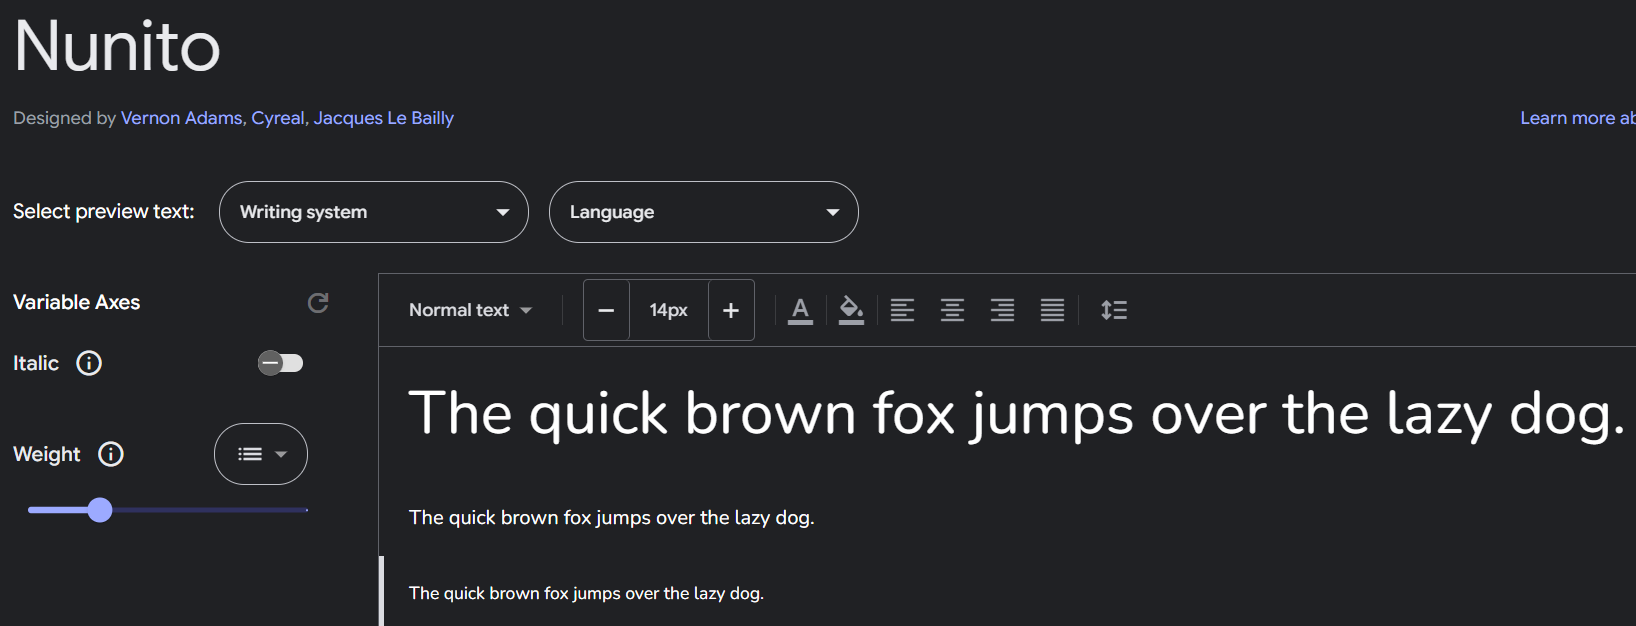 Nunito
Designed by Vernon Adams, Cyreal, Jacques Le Bailly
Learn more ab
Select preview text: Writing system Language
Variable Axes
Normal text 14px A
Italic
The quick brown fox jumps over the lazy dog.
Weight
The quick brown fox jumps over the lazy dog.
The quick brown fox jumps over the lazy dog.